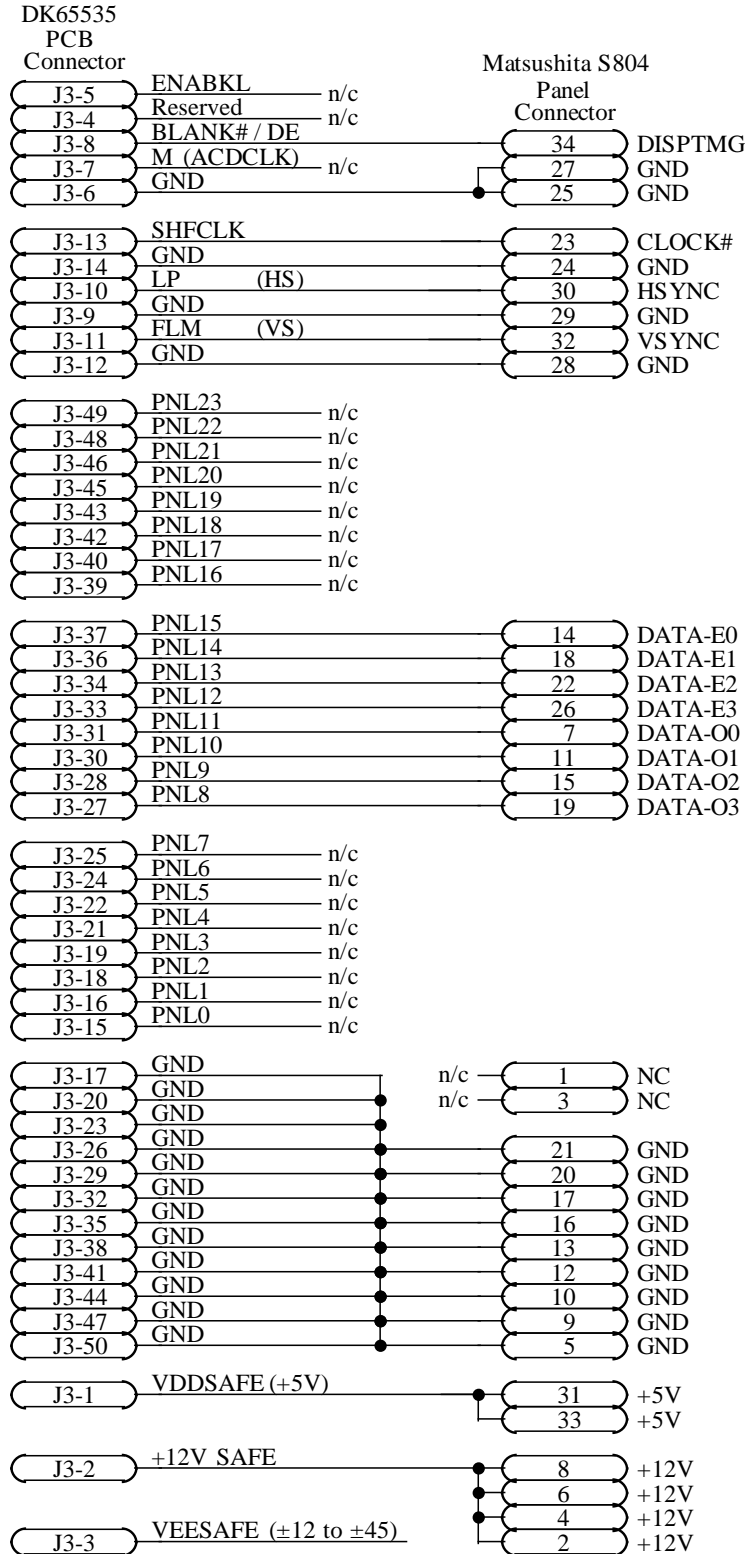 DK65535
PCB
Connector
Matsushita S804
Panel
Connector
J3-5 ENABKL n/c
J3-4 Reserved n/c
J3-8 BLANK# / DE 34 DISPTMG
J3-7 M (ACDCLK) n/c 27 GND
J3-6 GND 25 GND
J3-13 SHFCLK 23 CLOCK#
J3-14 GND 24 GND
J3-10 LP (HS) 30 HSYNC
J3-9 GND 29 GND
J3-11 FLM (VS) 32 VSYNC
J3-12 GND 28 GND
J3-49 PNL23 n/c
J3-48 PNL22 n/c
J3-46 PNL21 n/c
J3-45 PNL20 n/c
J3-43 PNL19 n/c
J3-42 PNL18 n/c
J3-40 PNL17 n/c
J3-39 PNL16 n/c
J3-37 PNL15 14 DATA-E0
J3-36 PNL14 18 DATA-E1
J3-34 PNL13 22 DATA-E2
J3-33 PNL12 26 DATA-E3
J3-31 PNL11 7 DATA-O0
J3-30 PNL10 11 DATA-O1
J3-28 PNL9 15 DATA-O2
J3-27 PNL8 19 DATA-O3
J3-25 PNL7 n/c
J3-24 PNL6 n/c
J3-22 PNL5 n/c
J3-21 PNL4 n/c
J3-19 PNL3 n/c
J3-18 PNL2 n/c
J3-16 PNL1 n/c
J3-15 PNL0 n/c
J3-17 GND n/c 1 NC
J3-20 GND n/c 3 NC
J3-23 GND
J3-26 GND 21 GND
J3-29 GND 20 GND
J3-32 GND 17 GND
J3-35 GND 16 GND
J3-38 GND 13 GND
J3-41 GND 12 GND
J3-44 GND 10 GND
J3-47 GND 9 GND
J3-50 GND 5 GND
J3-1 VDDSAFE (+5V) 31 +5V
33 +5V
J3-2 +12V SAFE 8 +12V
6 +12V
4 +12V
J3-3 VEESAFE (±12 to ±45) 2 +12V